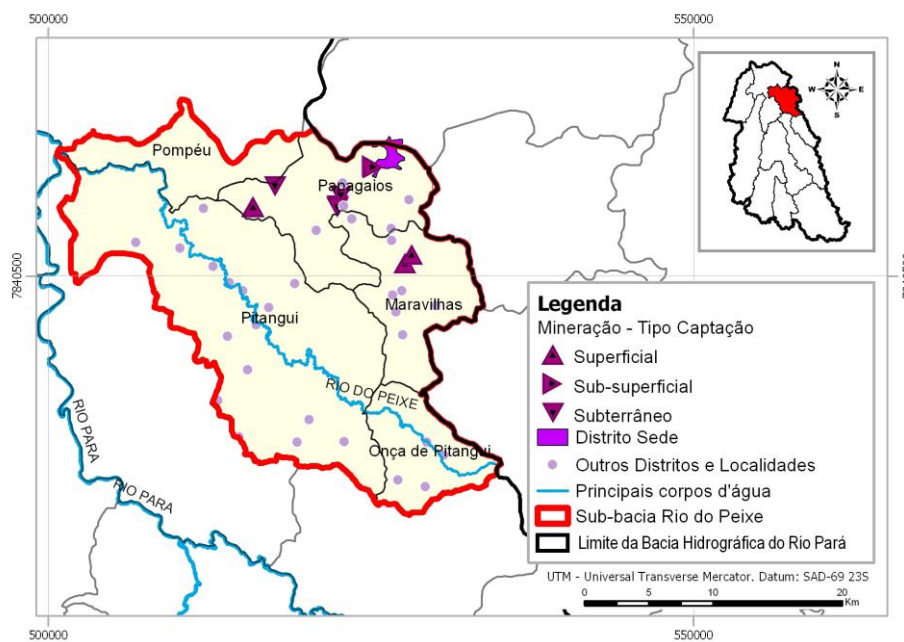 500000
550000
N
W
E
S
Pompéu
Papagaios
7840500
Maravilhas
Pitangui
RIO DO PEIXE
RIO PARA
RIO PARA
Onça de Pitangui
Legenda
Mineração - Tipo Captação
Superficial
Sub-superficial
Subterrâneo
Distrito Sede
Outros Distritos e Localidades
Principais corpos d'água
Sub-bacia Rio do Peixe
Limite da Bacia Hidrográfica do Rio Pará
UTM - Universal Transverse Mercator. Datum: SAD-69 23S
0 5 10 20
Km
500000
550000